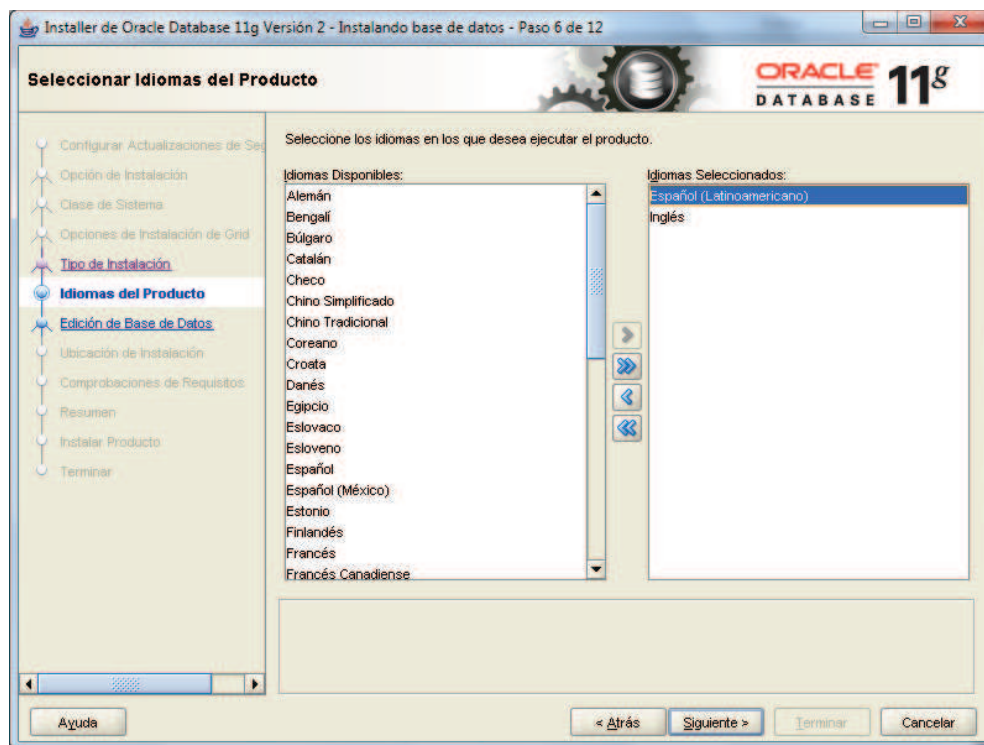 Installer de Oracle Database 11g Versión 2 - Instalando base de datos - Paso 6 de 12
Seleccionar Idiomas del Producto
ORACLE
DATABASE
11g
Configurar Actualizaciones de Seg
Opción de Instalación
Clase de Sistema
Opciones de Instalación de Grid
Tipo de Instalación
Idiomas del Producto
Edición de Base de Datos
Ubicación de Instalación
Comprobaciones de Requisitos
Resumen
Instalar Producto
Terminar
Seleccione los idiomas en los que desea ejecutar el producto.
Idiomas Disponibles:
Alemán
Bengalí
Búlgaro
Catalán
Checo
Chino Simplificado
Chino Tradicional
Coreano
Croata
Danés
Egipcio
Eslovaco
Esloveno
Español
Español (México)
Estonio
Finlandés
Francés
Francés Canadiense
Idiomas Seleccionados:
Español (Latinoamericano)
Inglés
Ayuda
< Atrás
Siguiente >
Terminar
Cancelar